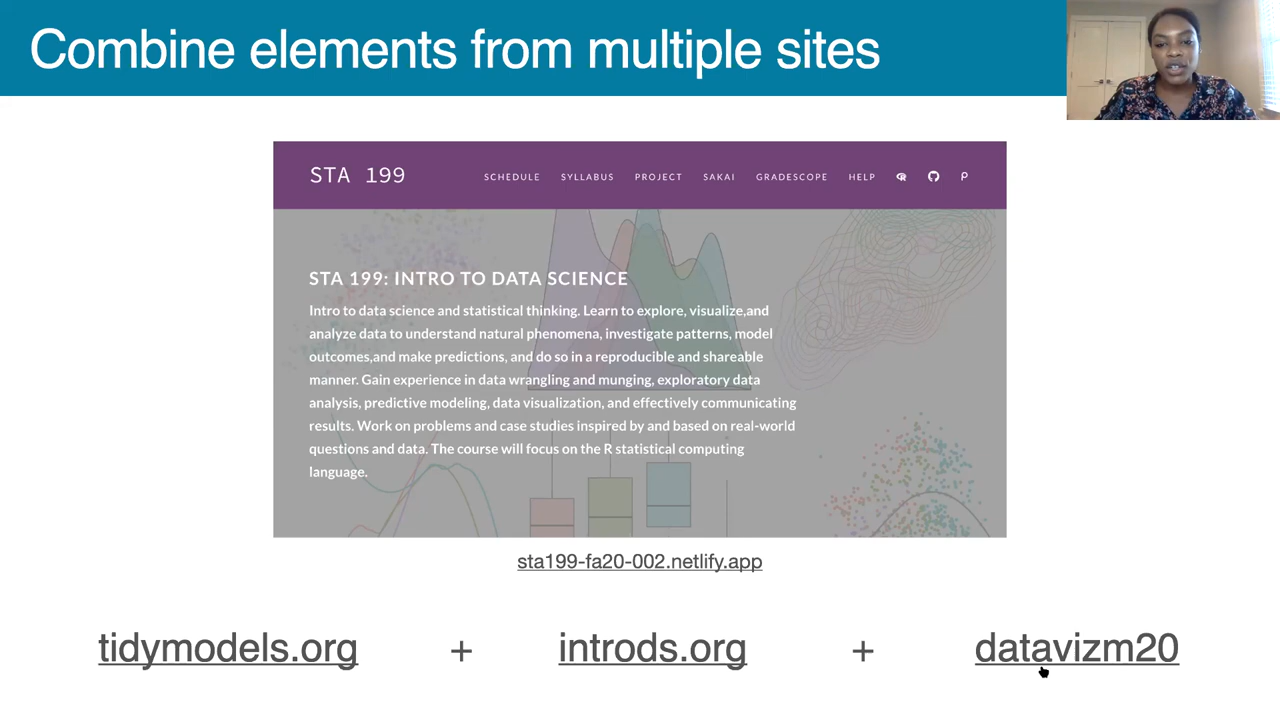 Combine elements from multiple sites
STA 199
SCHEDULE SYLLABUS PROJECT SAKAI GRADESCOPE HELP
STA 199: INTRO TO DATA SCIENCE
Intro to data science and statistical thinking. Learn to explore, visualize,and
analyze data to understand natural phenomena, investigate patterns, model
outcomes,and make predictions, and do so in a reproducible and shareable
manner. Gain experience in data wrangling and munging, exploratory data
analysis, predictive modeling, data visualization, and effectively communicating
results. Work on problems and case studies inspired by and based on real-world
questions and data. The course will focus on the R statistical computing
language.
sta199-fa20-002.netlify.app
tidymodels.org + introds.org + datavizm20